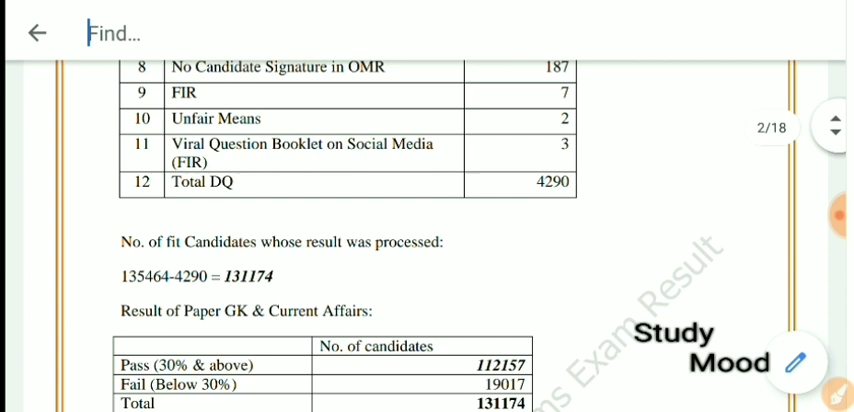 Find...
8 No Candidate Signature in OMR 187
9 FIR 7
10 Unfair Means 2
11 Viral Question Booklet on Social Media 3
(FIR)
12 Total DQ 4290
2/18
No. of fit Candidates whose result was processed:
135464-4290 = 131174
Result of Paper GK & Current Affairs:
No. of candidates
Pass (30% & above) 112157
Fail (Below 30%) 19017
Total 131174
Exam Result
Study
Mood